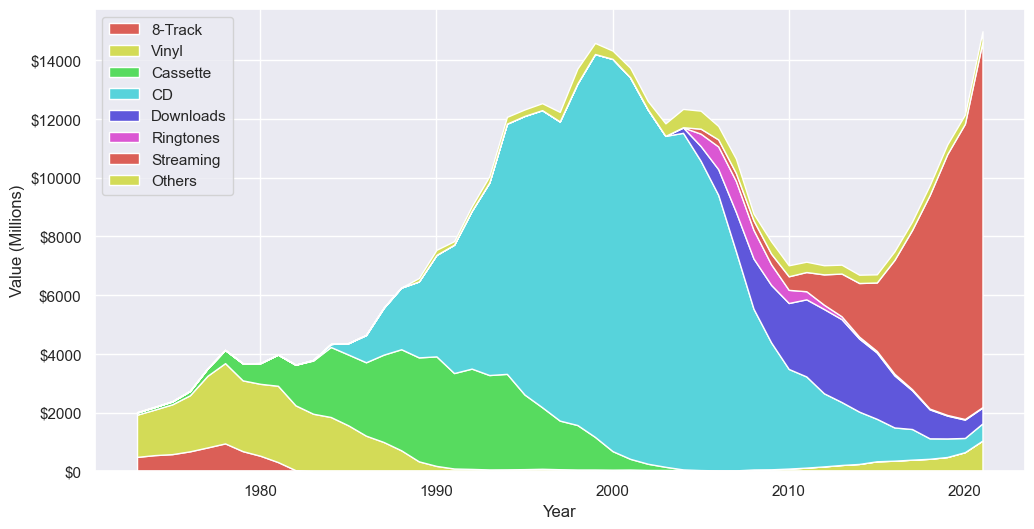 8-Track
Vinyl
Cassette
CD
Downloads
Ringtones
Streaming
Others
$14000
$12000
$10000
$8000
$6000
$4000
$2000
$0
Value (Millions)
1980 1990 2000 2010 2020
Year